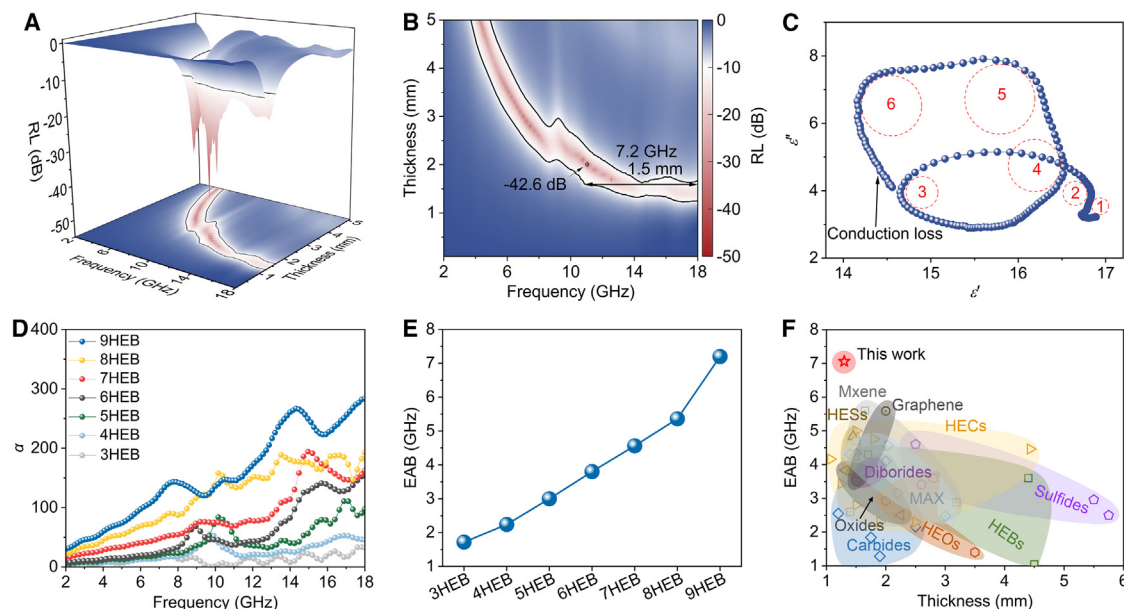 A
0
-10
-20
-30
-40
-50
RL (dB)
2
6
10
14
18
Frequency (GHz)
1
2
3
4
5
Thickness (mm)
B
5
4
3
2
1
Thickness (mm)
7.2 GHz
1.5 mm
-42.6 dB
2 6 10 14 18
Frequency (GHz)
0
-10
-20
-30
-40
-50
RL (dB)
C
8
6
4
2
ε″
6
5
3
4
2
1
Conduction loss
14 15 16 17
ε′
D
400
300
200
100
0
α
9HEB
8HEB
7HEB
6HEB
5HEB
4HEB
3HEB
2 4 6 8 10 12 14 16 18
Frequency (GHz)
E
8
7
6
5
4
3
2
1
EAB (GHz)
3HEB 4HEB 5HEB 6HEB 7HEB 8HEB 9HEB
F
8
7
6
5
4
3
2
1
EAB (GHz)
This work
Mxene
Graphene
HESs
HECs
Diborides
MAX
Sulfides
Oxides
HEOs
HEBs
Carbides
1 2 3 4 5 6
Thickness (mm)